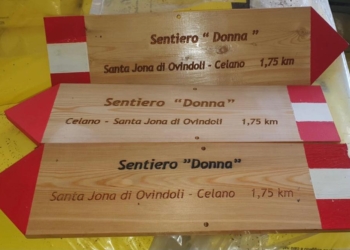 Sentiero " Donna"
Santa Jona di Ovindoli - Celano 1,75 km
Sentiero "Donna"
Celano - Santa Jona di Ovindoli 1,75 km
Sentiero "Donna"
Santa Jona di Ovindoli - Celano 1,75 km